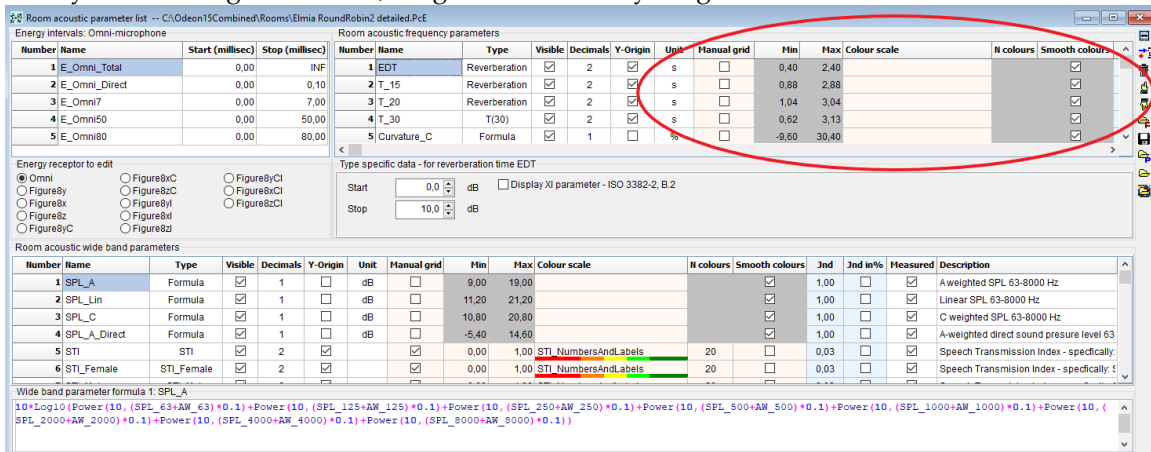 Room acoustic parameter list -- C:\Odeon15Combined\Rooms\Elmia RoundRobin2 detailed.PcE
Energy intervals: Omni-microphone
Number Name Start (millisec) Stop (millisec)
1 E_Omni_Total 0,00 INF
2 E_Omni_Direct 0,00 0,10
3 E_Omni7 0,00 7,00
4 E_Omni50 0,00 50,00
5 E_Omni80 0,00 80,00
Room acoustic frequency parameters
Number Name Type Visible Decimals Y-Origin Unit Manual grid Min Max Colour scale N colours Smooth colours
1 EDT Reverberation 2 s 0,40 2,40
2 T_15 Reverberation 2 s 0,88 2,88
3 T_20 Reverberation 2 s 1,04 3,04
4 T_30 T(30) 2 s 0,62 3,13
5 Curvature_C Formula 1 % -9,60 30,40
Energy receptor to edit
Omni Figure8xC Figure8yCI
Figure8y Figure8zC Figure8xCI
Figure8x Figure8yI Figure8zCI
Figure8z Figure8xI
Figure8yC Figure8zI
Type specific data - for reverberation time EDT
Start 0,0 dB Display XI parameter - ISO 3382-2, B.2
Stop 10,0 dB
Room acoustic wide band parameters
Number Name Type Visible Decimals Y-Origin Unit Manual grid Min Max Colour scale N colours Smooth colours Jnd Jnd in% Measured Description
1 SPL_A Formula 1 dB 9,00 19,00 1,00 A weighted SPL 63-8000 Hz
2 SPL_Lin Formula 1 dB 11,20 21,20 1,00 Linear SPL 63-8000 Hz
3 SPL_C Formula 1 dB 10,80 20,80 1,00 C weighted SPL 63-8000 Hz
4 SPL_A_Direct Formula 1 dB -5,40 14,60 1,00 A-weighted direct sound presure level 63-
5 STI STI 2 0,00 1,00 STI_NumbersAndLabels 20 0,03 Speech Transmission Index - specfically:
6 STI_Female STI_Female 2 0,00 1,00 STI_NumbersAndLabels 20 0,03 Speech Transmision Index - specfically: S
Wide band parameter formula 1: SPL_A
10*Log10(Power(10,(SPL_63+AW_63)*0.1)+Power(10,(SPL_125+AW_125)*0.1)+Power(10,(SPL_250+AW_250)*0.1)+Power(10,(SPL_500+AW_500)*0.1)+Power(10,(SPL_1000+AW_1000)*0.1)+Power(10,(
SPL_2000+AW_2000)*0.1)+Power(10,(SPL_4000+AW_4000)*0.1)+Power(10,(SPL_8000+AW_8000)*0.1))